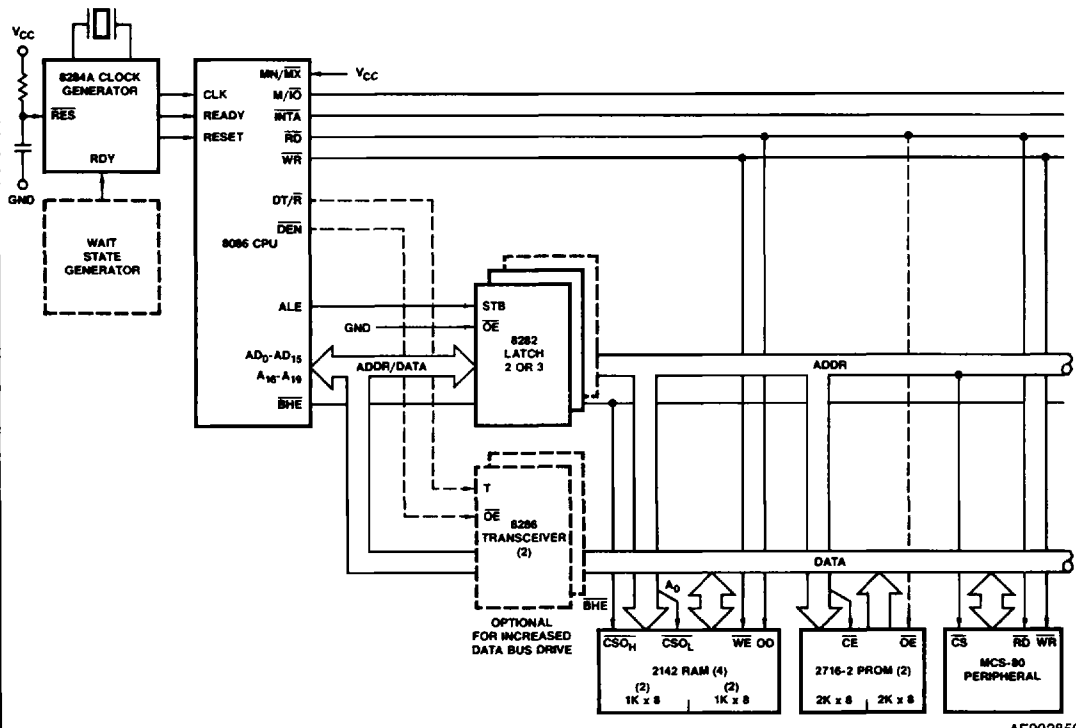 VCC
8284A CLOCK
GENERATOR
RES
RDY
GND
WAIT
STATE
GENERATOR
CLK
READY
RESET
8086 CPU
MN/MX
VCC
M/IO
INTA
RD
WR
DT/R
DEN
ALE
AD0-AD15
A16-A19
BHE
ADDR/DATA
GND
STB
OE
8282
LATCH
2 OR 3
ADDR
T
OE
8286
TRANSCEIVER
(2)
OPTIONAL
FOR INCREASED
DATA BUS DRIVE
DATA
BHE
A0
CSOH
CSOL
WE OD
2142 RAM (4)
(2)
1K x 8
(2)
1K x 8
CE
OE
2716-2 PROM (2)
2K x 8
2K x 8
CS
RD WR
MCS-80
PERIPHERAL